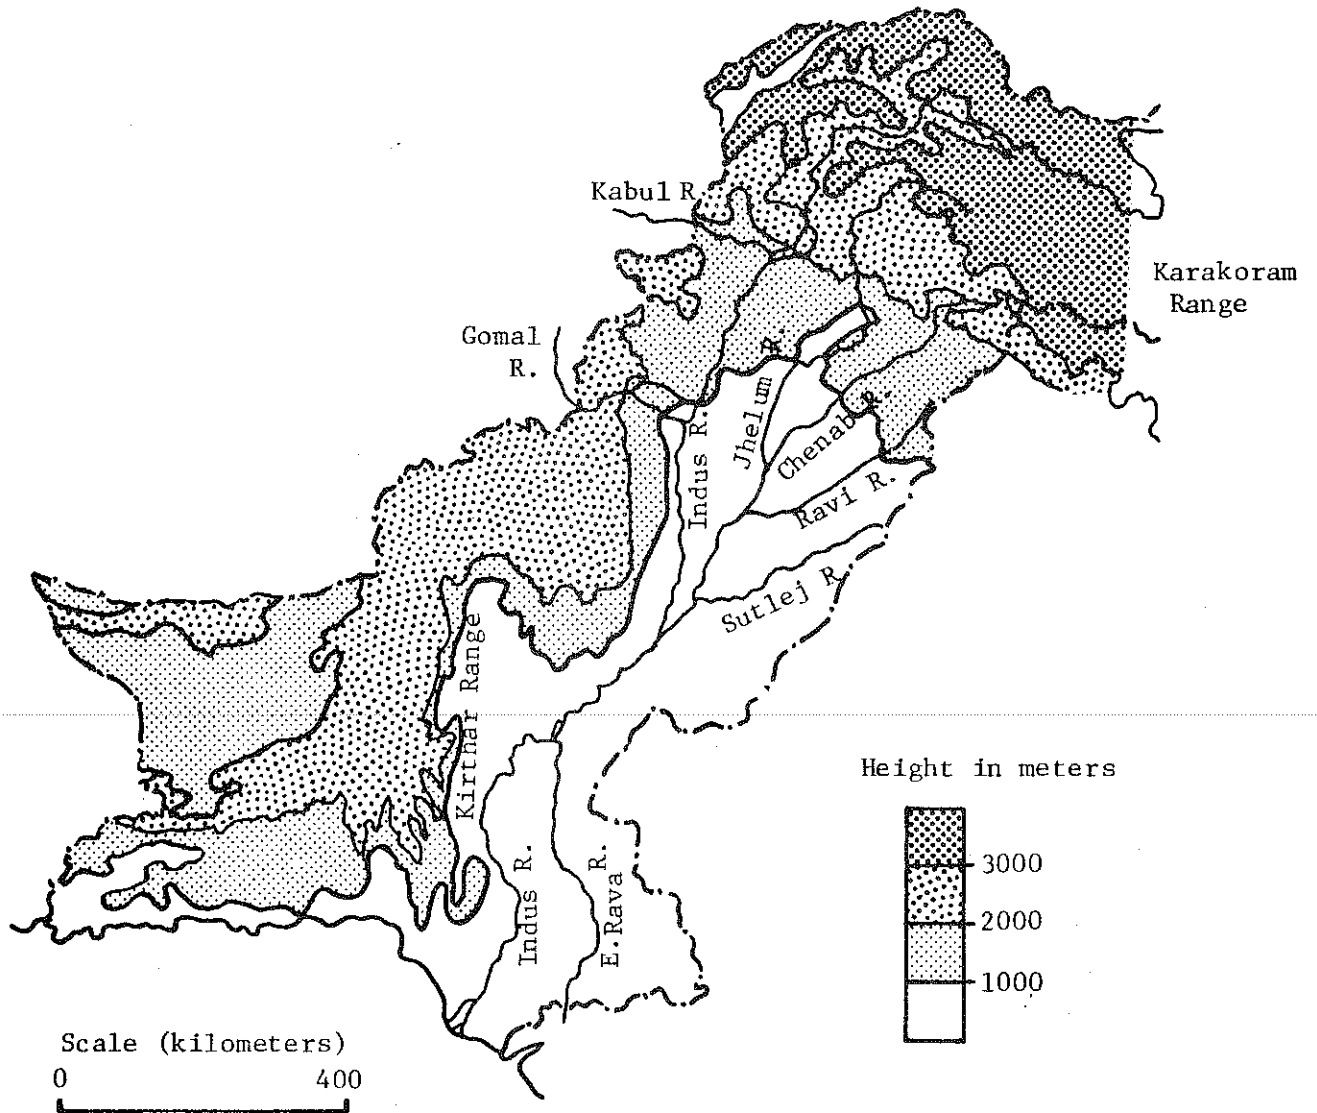 Kabul R.
Karakoram
Range
Gomal
R.
Jhelum R.
Indus R.
Chenab R.
Ravi R.
Sutlej R
Kirthar Range
Height in meters
3000
2000
1000
Indus R.
E.Rava R.
Scale (kilometers)
0 400